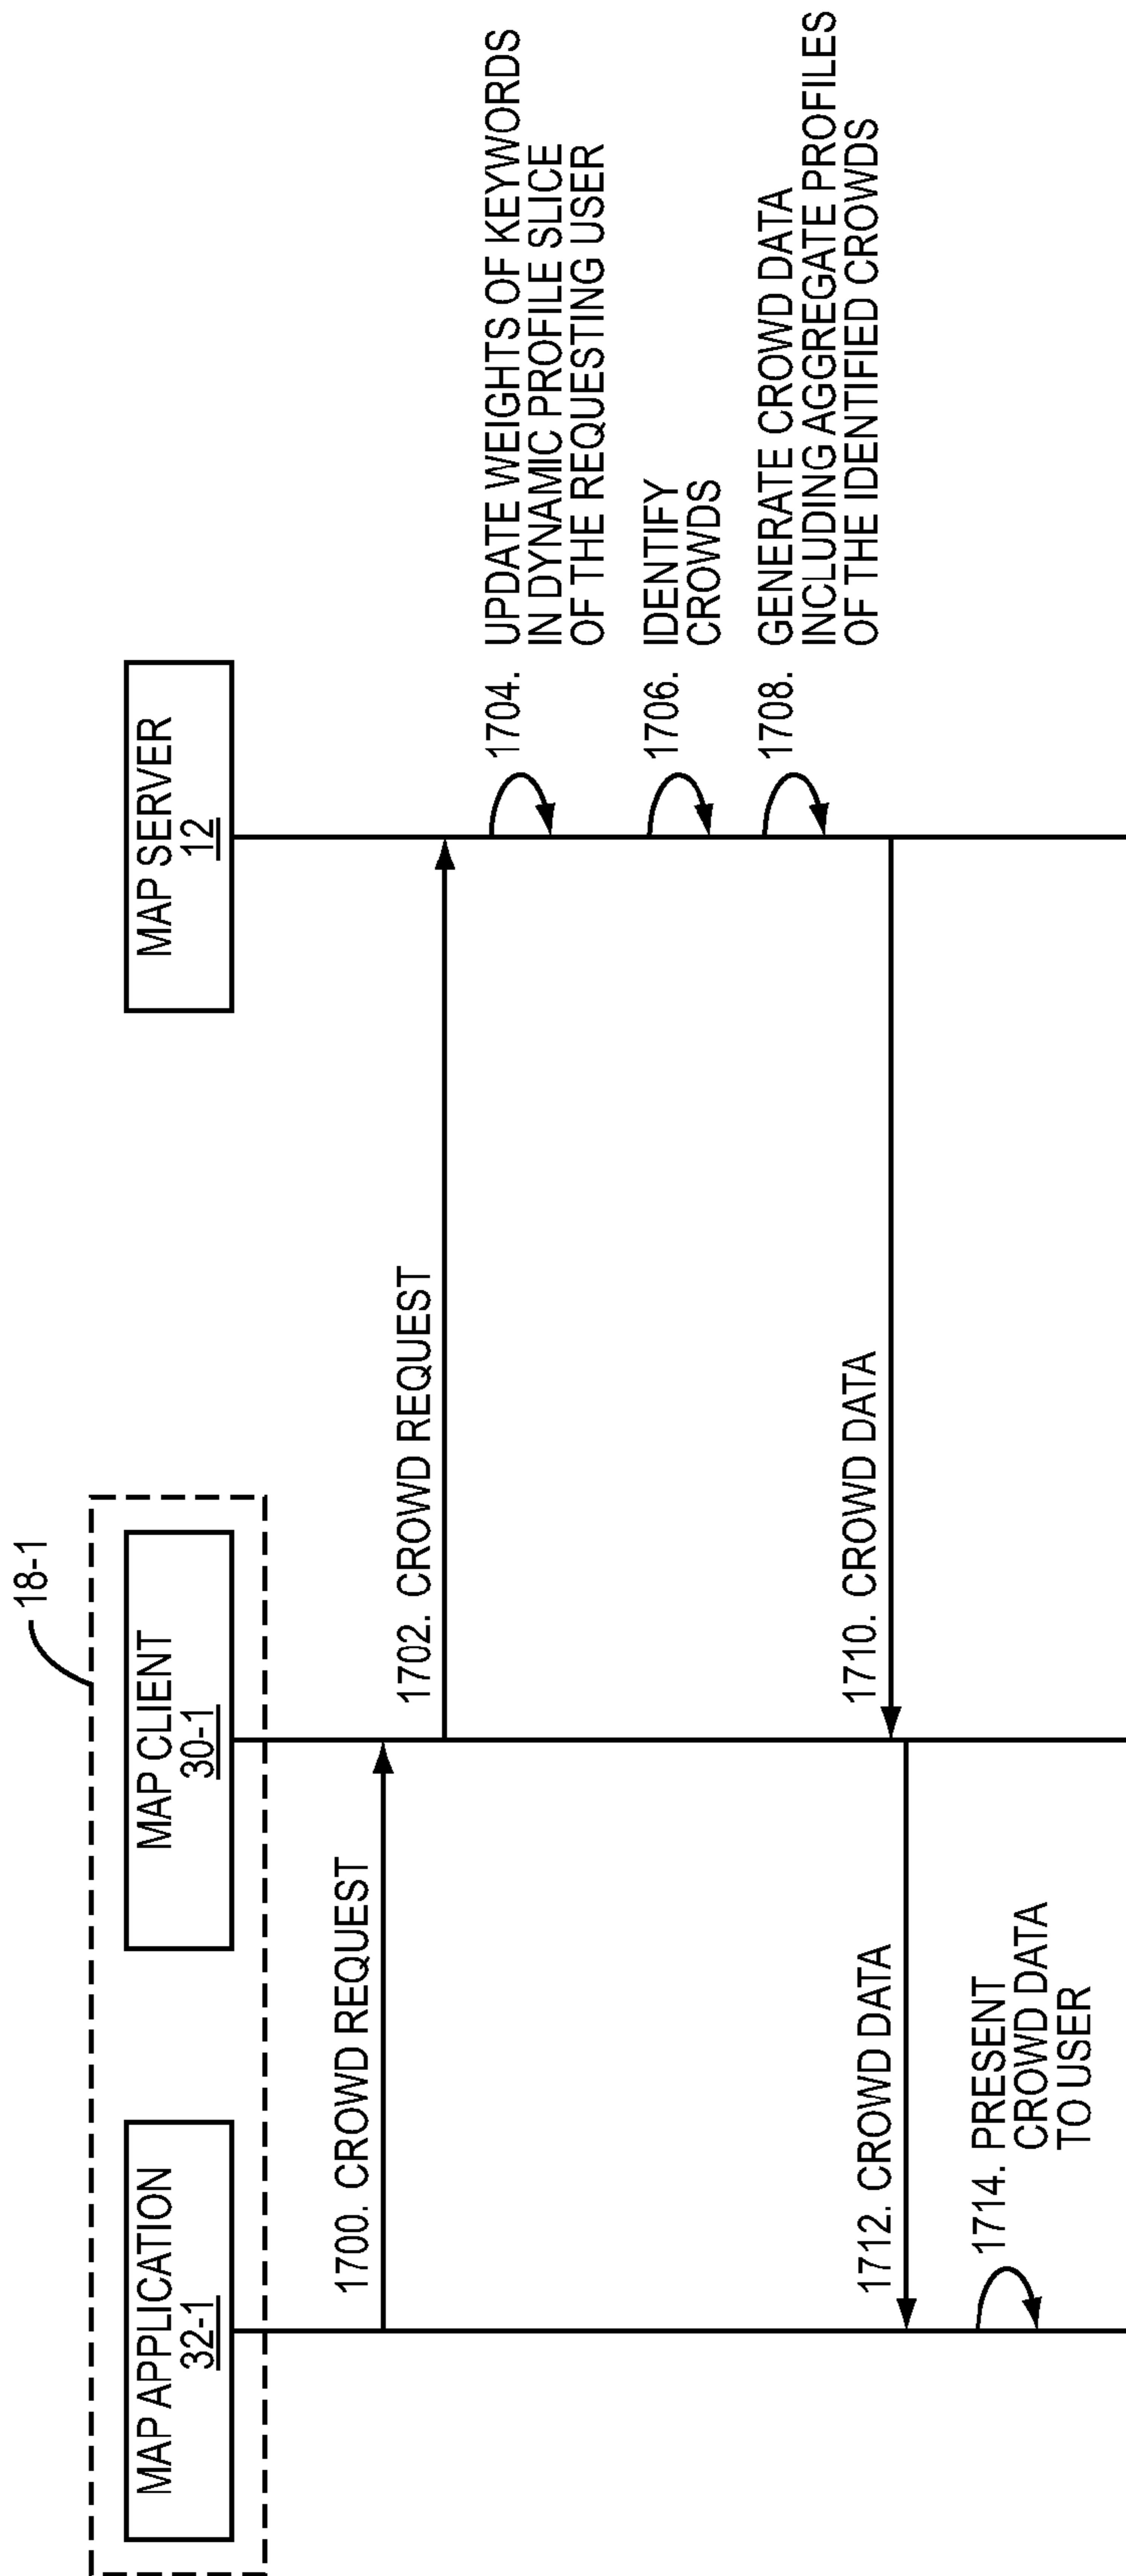 18-1
MAP APPLICATION
32-1
MAP CLIENT
30-1
MAP SERVER
12
1700. CROWD REQUEST
1702. CROWD REQUEST
1704. UPDATE WEIGHTS OF KEYWORDS
IN DYNAMIC PROFILE SLICE
OF THE REQUESTING USER
1706. IDENTIFY
CROWDS
1708. GENERATE CROWD DATA
INCLUDING AGGREGATE PROFILES
OF THE IDENTIFIED CROWDS
1710. CROWD DATA
1712. CROWD DATA
1714. PRESENT
CROWD DATA
TO USER